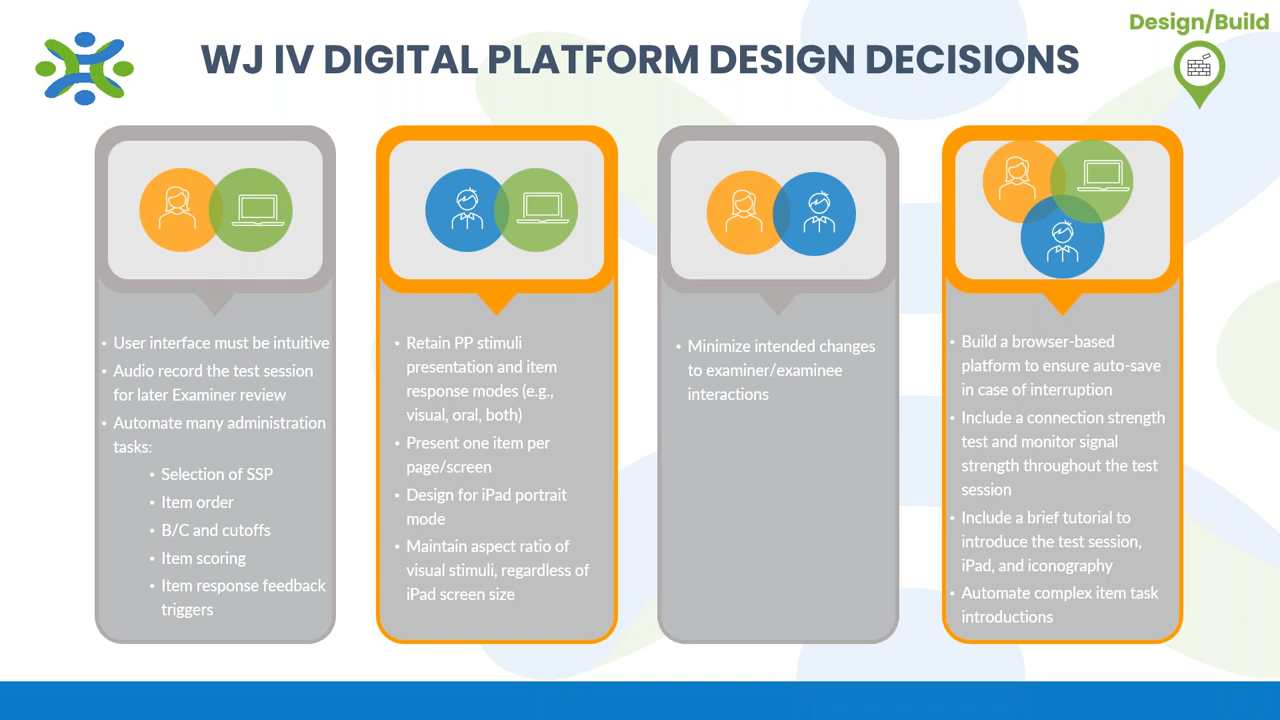 Design/Build
WJ IV DIGITAL PLATFORM DESIGN DECISIONS
• User interface must be intuitive
• Audio record the test session
for later Examiner review
• Automate many administration
tasks:
• Selection of SSP
• Item order
• B/C and cutoffs
• Item scoring
• Item response feedback
triggers
• Retain PP stimuli
presentation and item
response modes (e.g.,
visual, oral, both)
• Present one item per
page/screen
• Design for iPad portrait
mode
• Maintain aspect ratio of
visual stimuli, regardless of
iPad screen size
• Minimize intended changes
to examiner/examinee
interactions
• Build a browser-based
platform to ensure auto-save
in case of interruption
• Include a connection strength
test and monitor signal
strength throughout the test
session
• Include a brief tutorial to
introduce the test session,
iPad, and iconography
• Automate complex item task
introductions